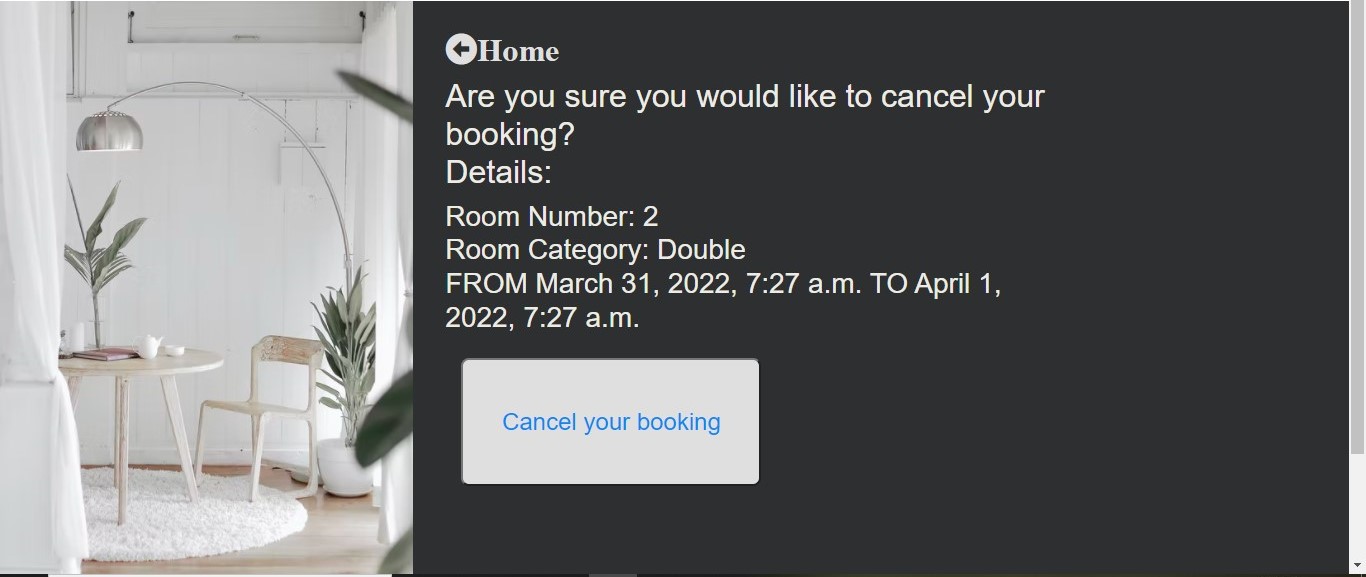 Home
Are you sure you would like to cancel your
booking?
Details:
Room Number: 2
Room Category: Double
FROM March 31, 2022, 7:27 a.m. TO April 1,
2022, 7:27 a.m.
Cancel your booking